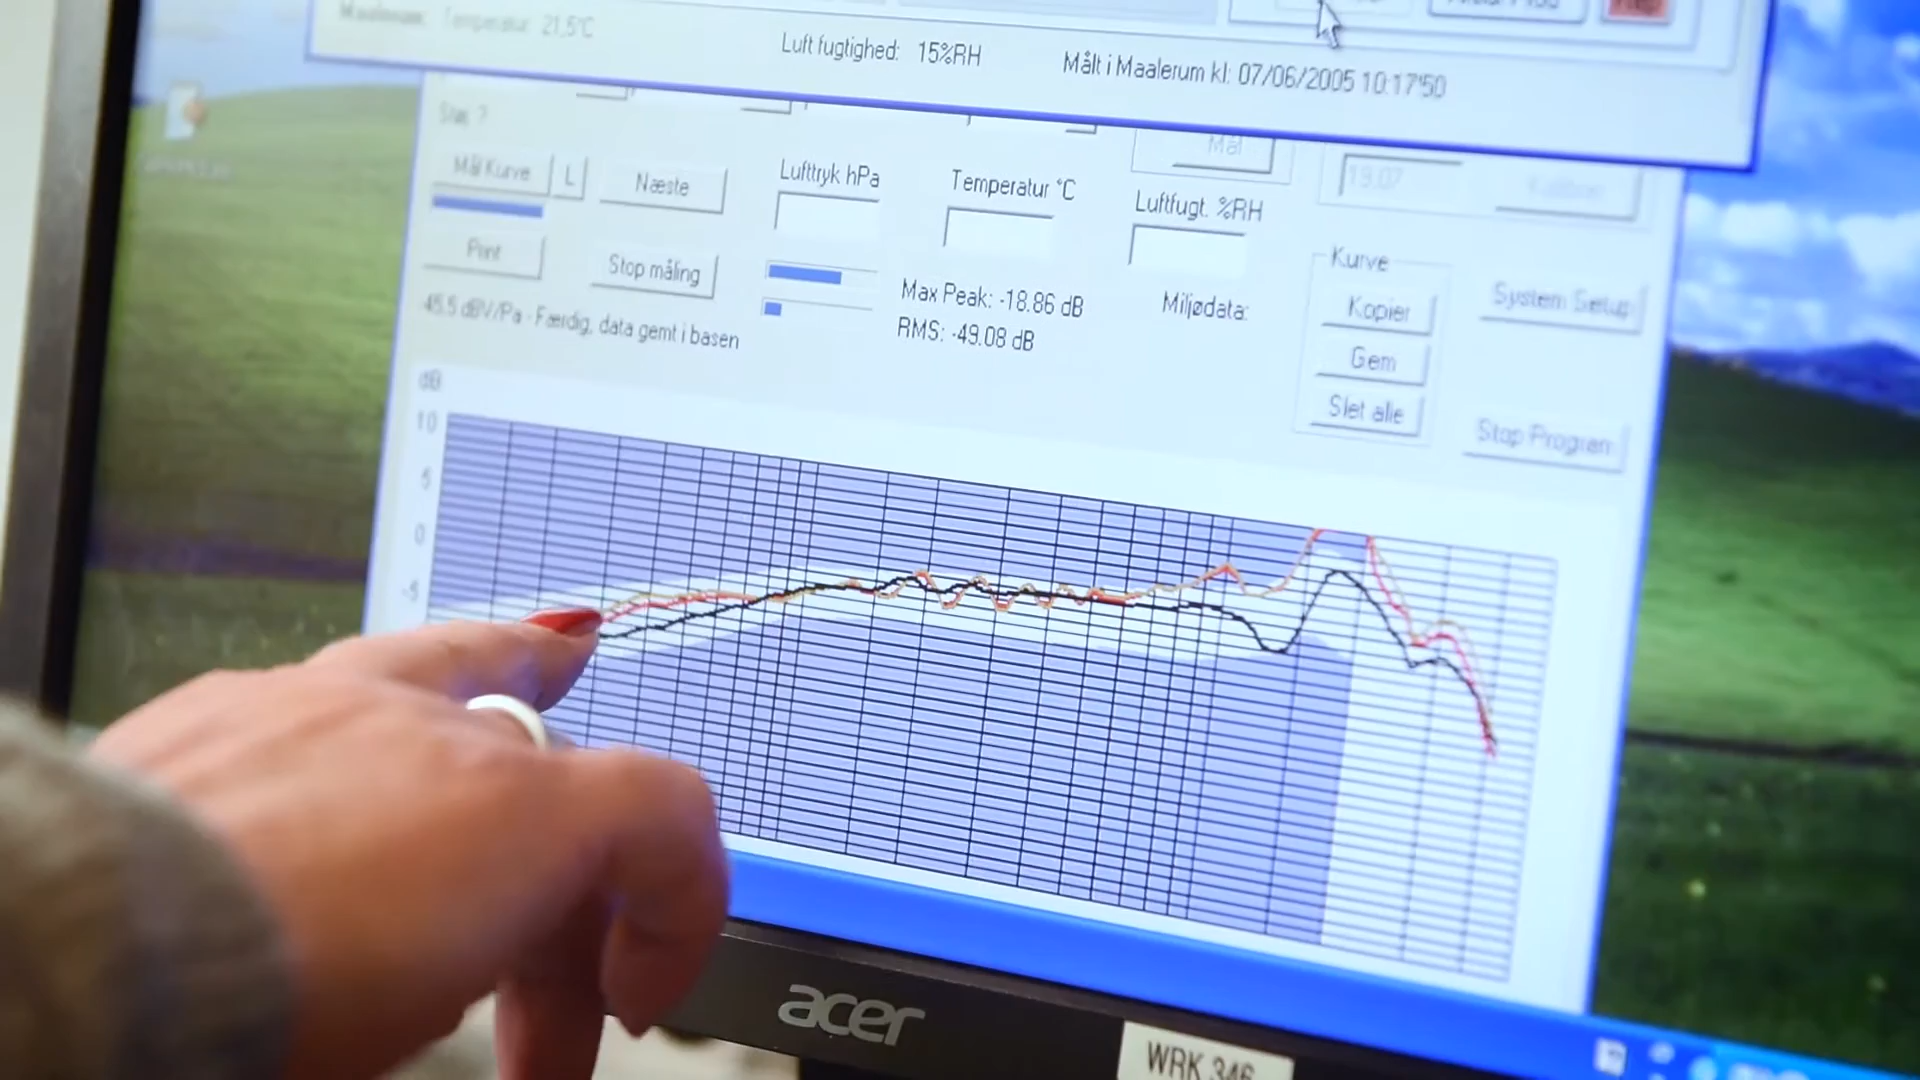 Maalerum: Temperatur: 21,5°C
Luft fugtighed: 15%RH
Målt i Maalerum kl: 07/06/2005 10:17'50
Mål Kurve
L
Næste
Lufttryk hPa
Temperatur °C
Luftfugt. %RH
Mål
19.07
Print
Stop måling
Max Peak: -18.86 dB
RMS: -49.08 dB
Miljødata:
45.5 dBV//Pa - Færdig, data gemt i basen
Kurve
Kopier
Gem
Slet alle
System Setup
Stop Program
dB
10
5
0
-5
acer
WRK 346